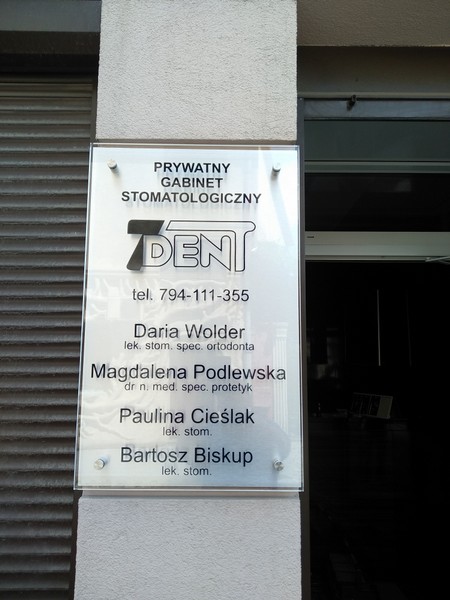 PRYWATNY
GABINET
STOMATOLOGICZNY
7DENT
tel. 794-111-355
Daria Wolder
lek. stom. spec. ortodonta
Magdalena Podlewska
dr n. med. spec. protetyk
Paulina Cieślak
lek. stom.
Bartosz Biskup
lek. stom.